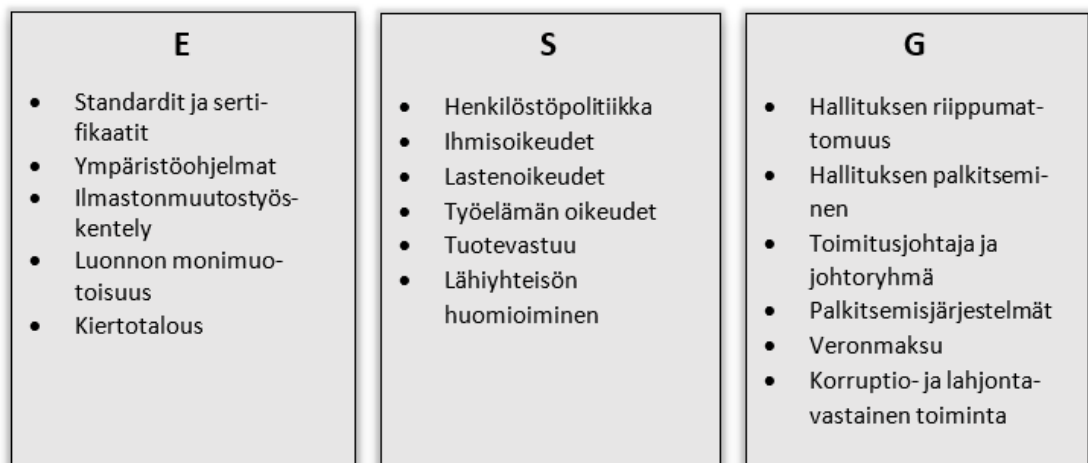 E
• Standardit ja serti-
fikaatit
• Ympäristöohjelmat
• Ilmastonmuutostyös-
kentely
• Luonnon monimuo-
toisuus
• Kiertotalous
S
• Henkilöstöpolitiikka
• Ihmisoikeudet
• Lastenoikeudet
• Työelämän oikeudet
• Tuotevastuu
• Lähiyhteisön
huomioiminen
G
• Hallituksen riippumat-
tomuus
• Hallituksen palkitsemi-
nen
• Toimitusjohtaja ja
johtoryhmä
• Palkitsemisjärjestelmät
• Veronmaksu
• Korruptio- ja lahjonta-
vastainen toiminta